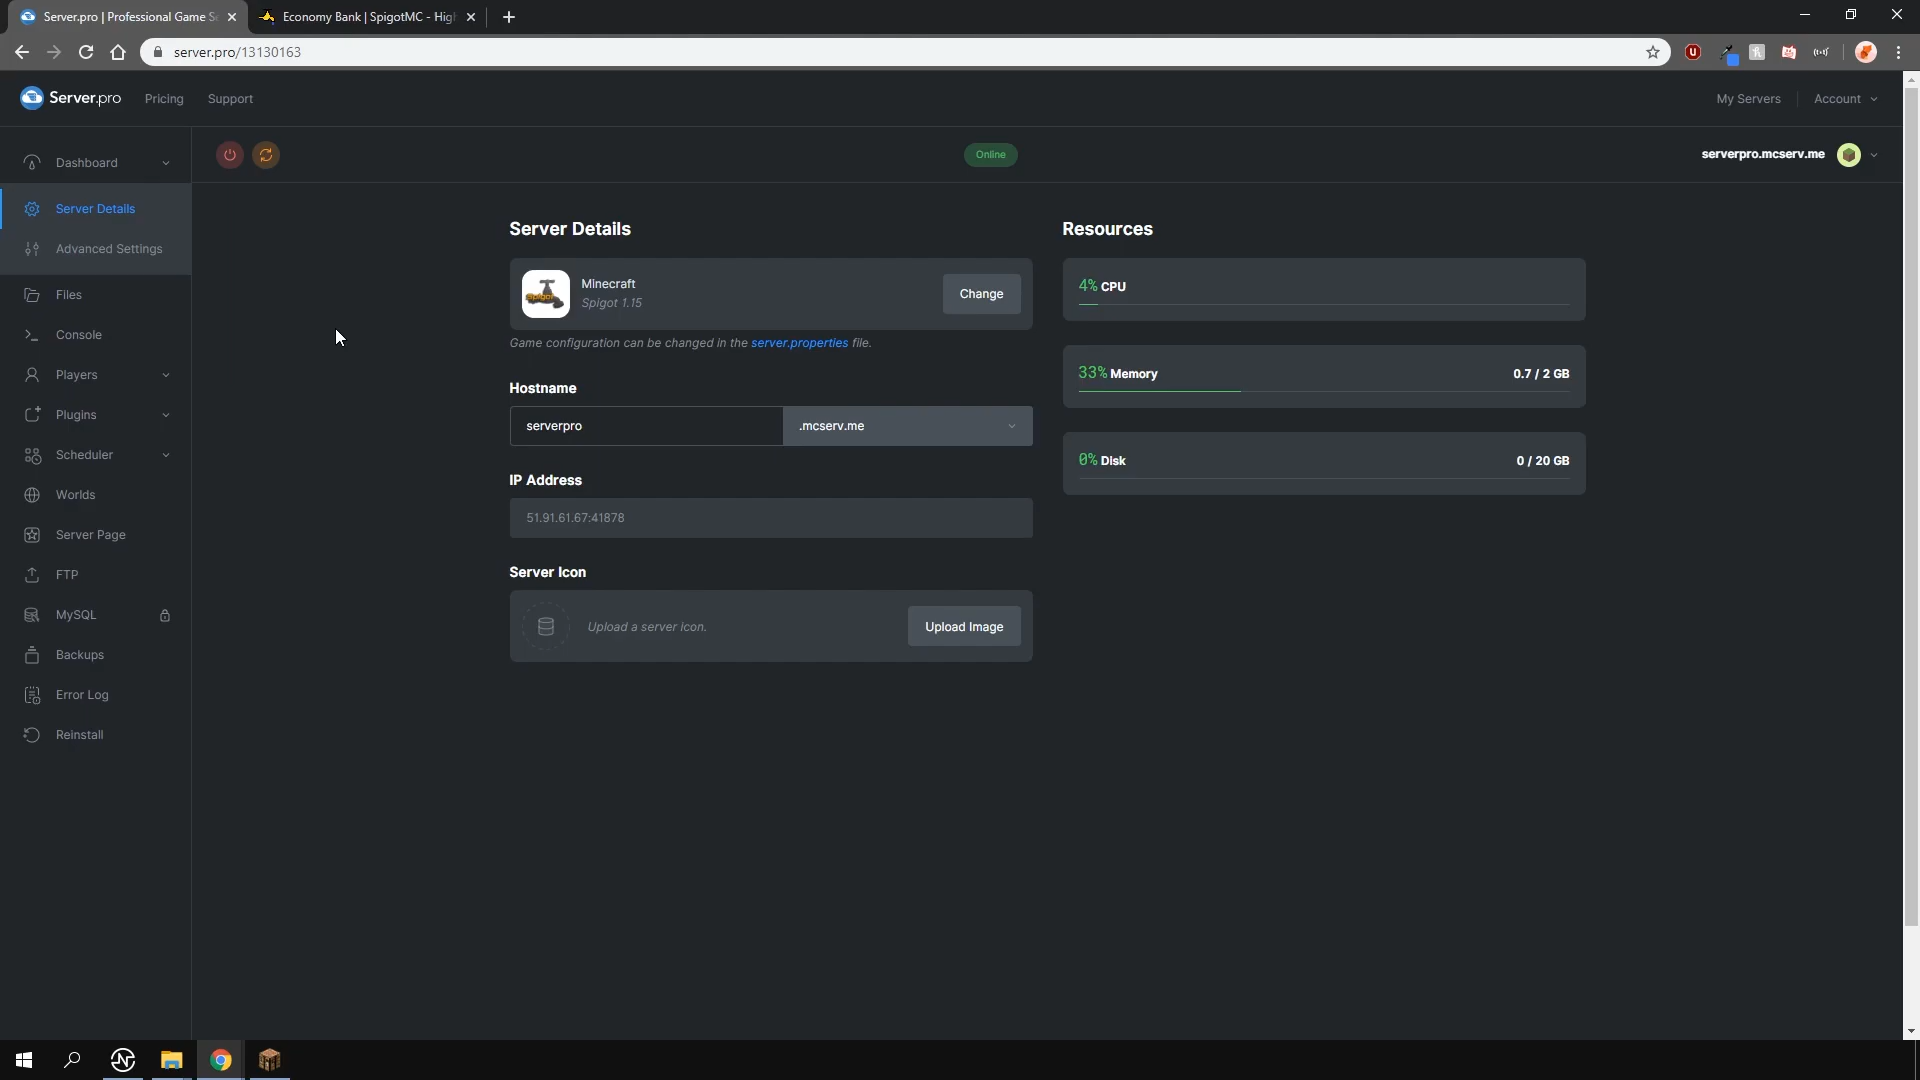 Server.pro | Professional Game Se
Economy Bank | SpigotMC - High
server.pro/13130163
Server.pro
Pricing
Support
My Servers
Account
Dashboard
Online
serverpro.mcserv.me
Server Details
Advanced Settings
Files
Console
Players
Plugins
Scheduler
Worlds
Server Page
FTP
MySQL
Backups
Error Log
Reinstall
Server Details
Spigot
Minecraft
Spigot 1.15
Change
Game configuration can be changed in the server.properties file.
Hostname
serverpro
.mcserv.me
IP Address
51.91.61.67:41878
Server Icon
Upload a server icon.
Upload Image
Resources
4% CPU
33% Memory
0.7 / 2 GB
0% Disk
0 / 20 GB